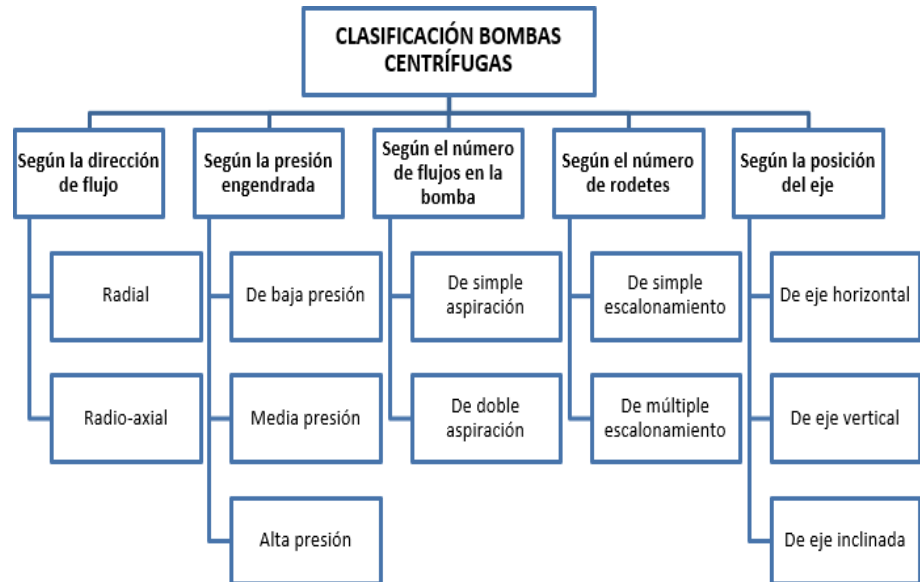 CLASIFICACIÓN BOMBAS
CENTRÍFUGAS
Según la dirección
de flujo
Según la presión
engendrada
Según el número
de flujos en la
bomba
Según el número
de rodetes
Según la posición
del eje
Radial
De baja presión
De simple
aspiración
De simple
escalonamiento
De eje horizontal
Radio-axial
Media presión
De doble
aspiración
De múltiple
escalonamiento
De eje vertical
Alta presión
De eje inclinada